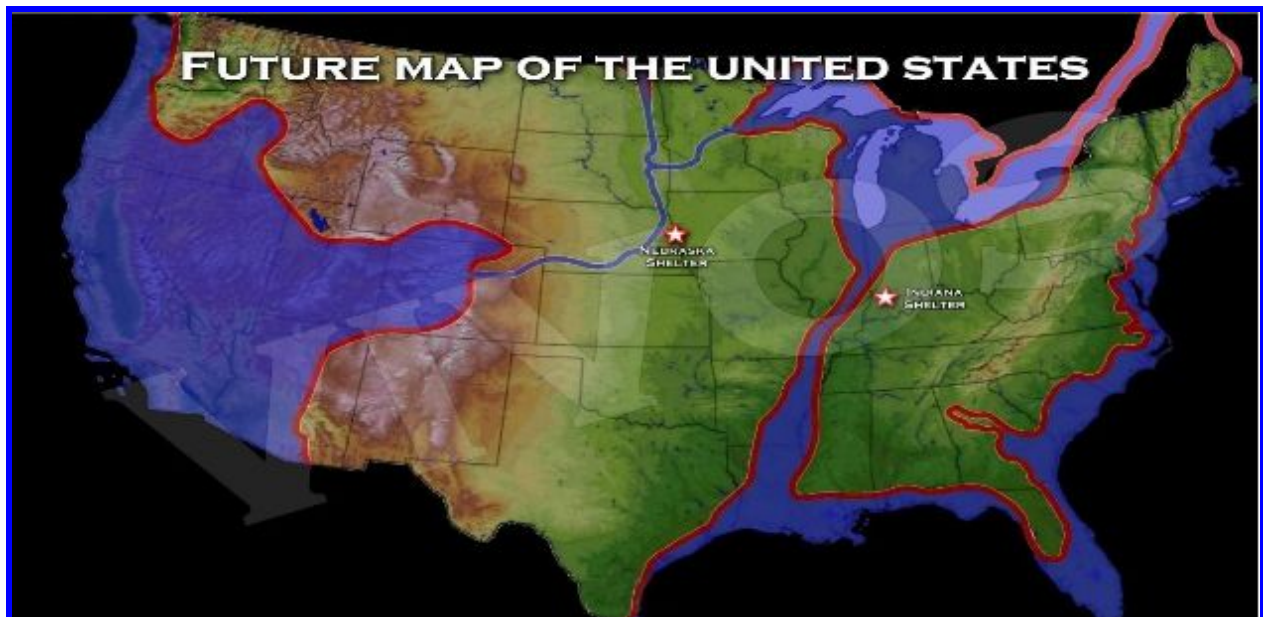 FUTURE MAP OF THE UNITED STATES
NEBRASKA
SHELTER
INDIANA
SHELTER